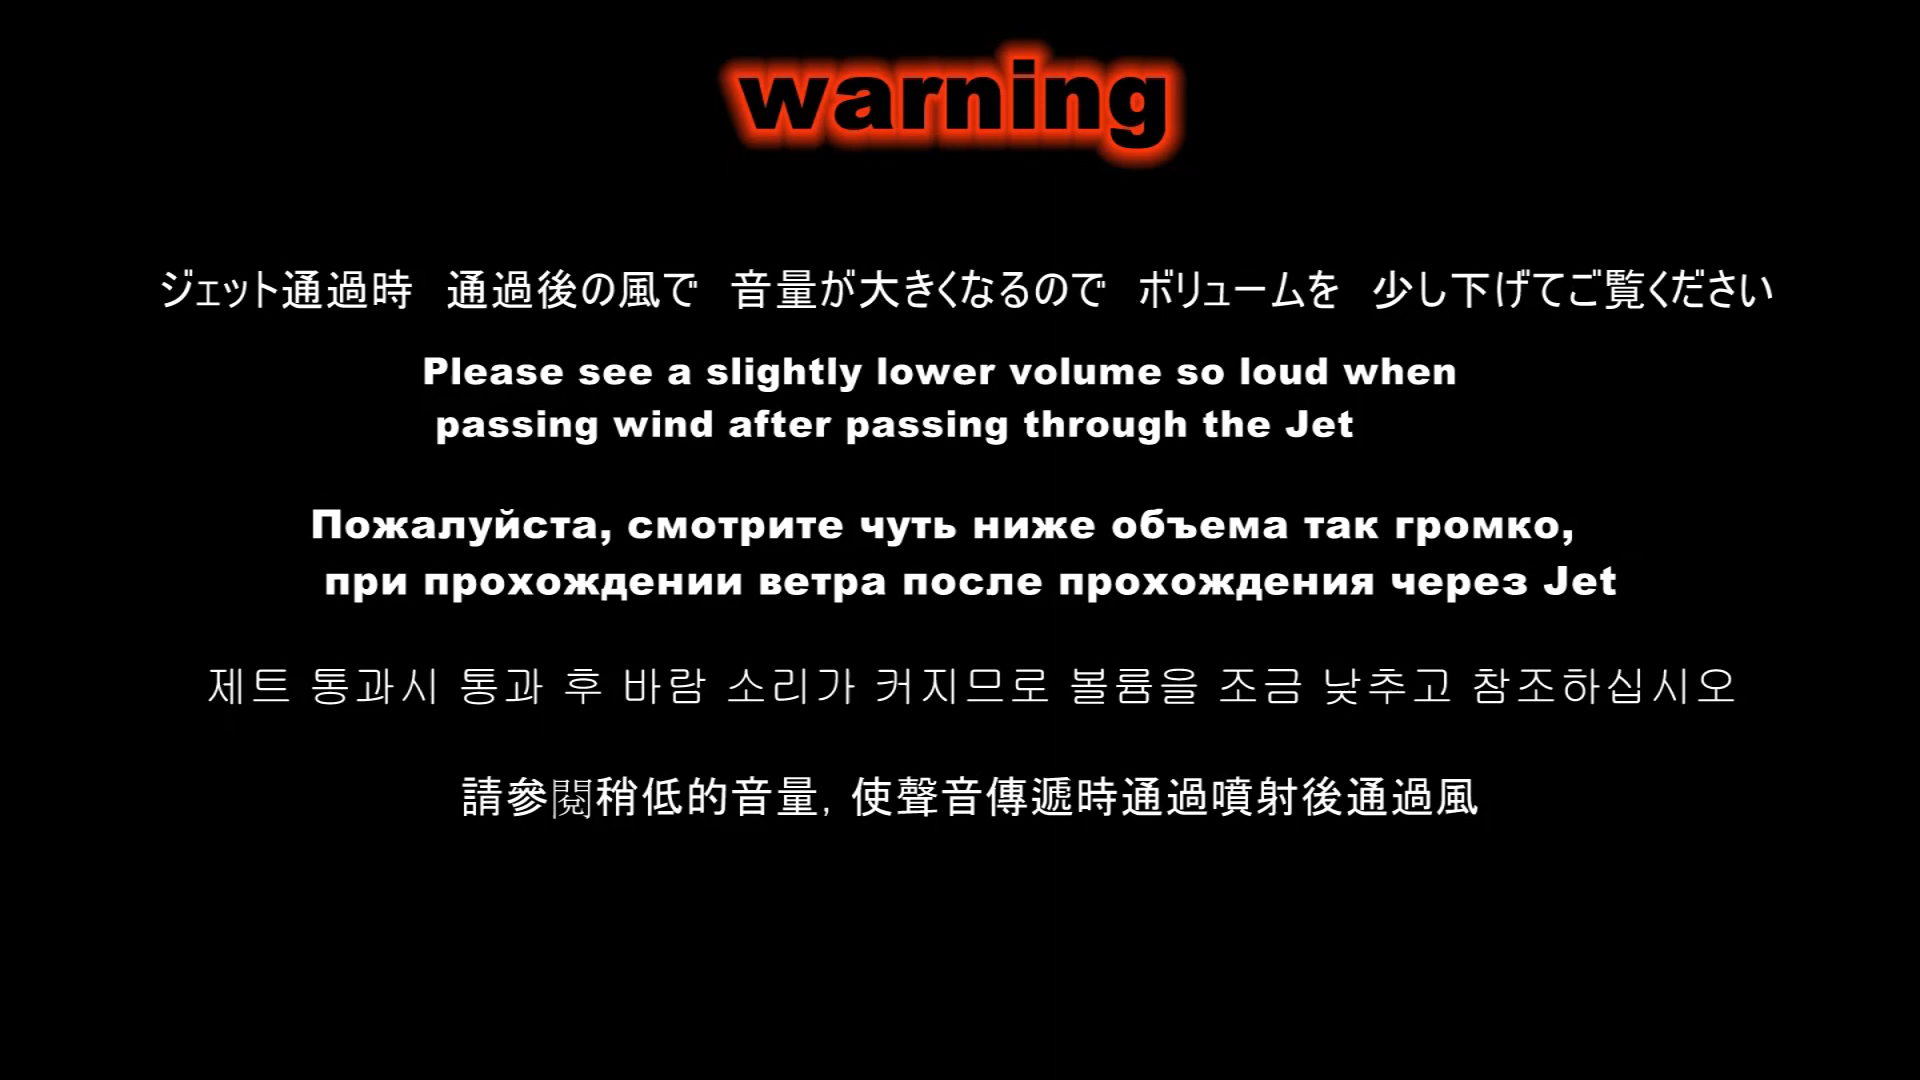 warning
ジェット通過時　通過後の風で　音量が大きくなるので　ボリュームを　少し下げてご覧ください
Please see a slightly lower volume so loud when
passing wind after passing through the Jet
Пожалуйста, смотрите чуть ниже объема так громко,
при прохождении ветра после прохождения через Jet
제트 통과시 통과 후 바람 소리가 커지므로 볼륨을 조금 낮추고 참조하십시오
請參閱稍低的音量, 使聲音傳遞時通過噴射後通過風